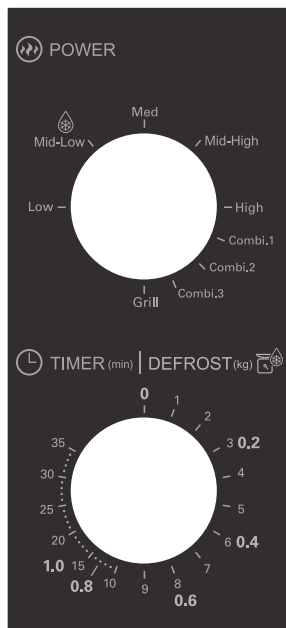 POWER
Med
Mid-Low
Mid-High
Low
High
Combi.1
Combi.2
Combi.3
Grill
TIMER (min) | DEFROST (kg)
0
1
2
3 0.2
4
5
6 0.4
7
8
0.6
9
10
15
0.8
1.0
20
25
30
35